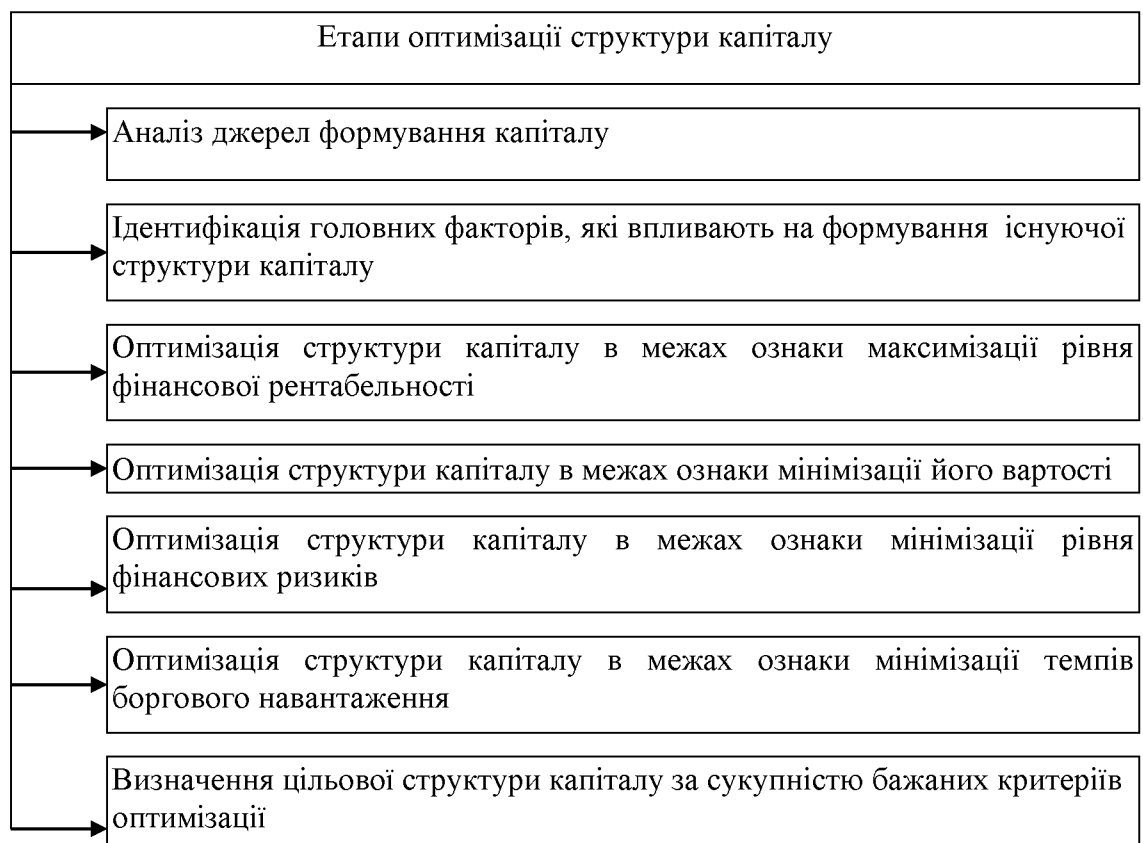 Етапи оптимізації структури капіталу
Аналіз джерел формування капіталу
Ідентифікація головних факторів, які впливають на формування існуючої
структури капіталу
Оптимізація структури капіталу в межах ознаки максимізації рівня
фінансової рентабельності
Оптимізація структури капіталу в межах ознаки мінімізації його вартості
Оптимізація структури капіталу в межах ознаки мінімізації рівня
фінансових ризиків
Оптимізація структури капіталу в межах ознаки мінімізації темпів
боргового навантаження
Визначення цільової структури капіталу за сукупністю бажаних критеріїв
оптимізації